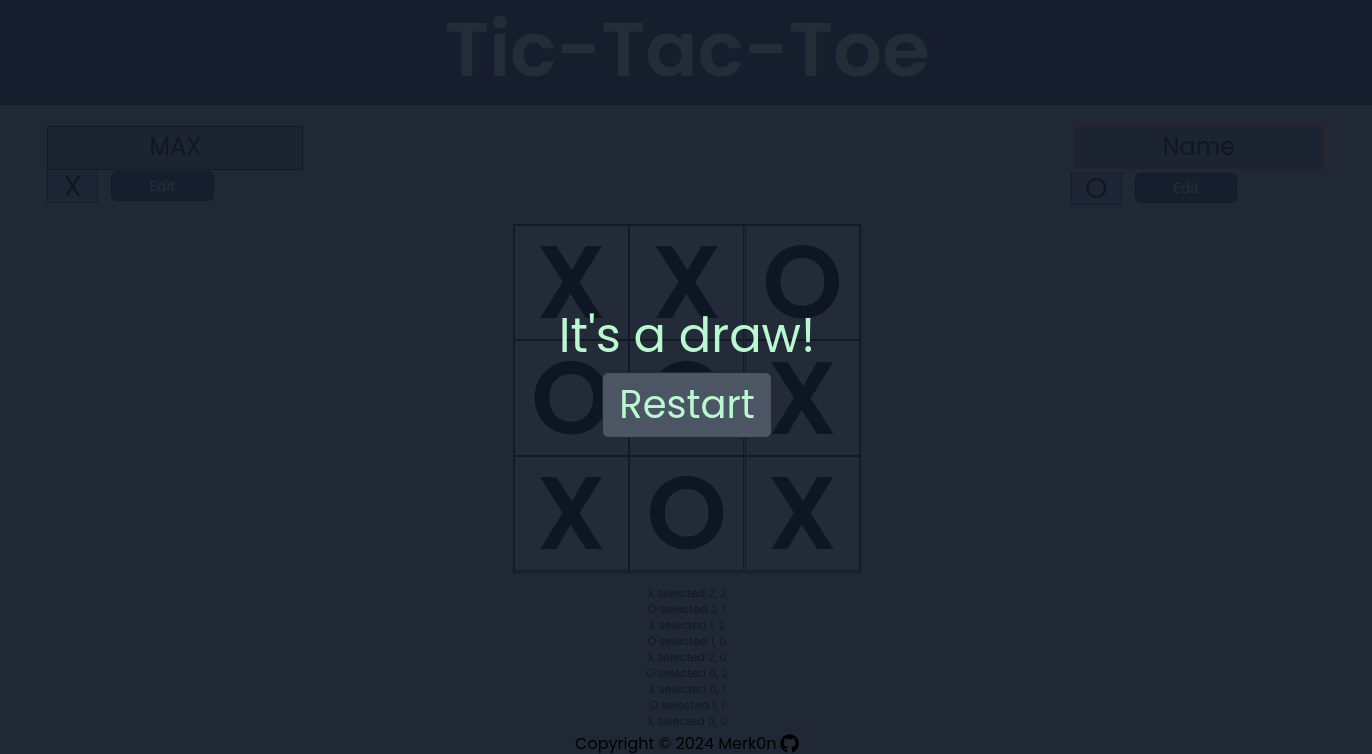 Tic-Tac-Toe
MAX
Name
X
Edit
O
Edit
X X O
It's a draw!
O O X
Restart
X O X
X selected 2, 2
O selected 2, 1
X selected 1, 2
O selected 1, 0
X selected 2, 0
O selected 0, 2
X selected 0, 1
O selected 1, 1
X selected 0, 0
Copyright © 2024 Merk0n